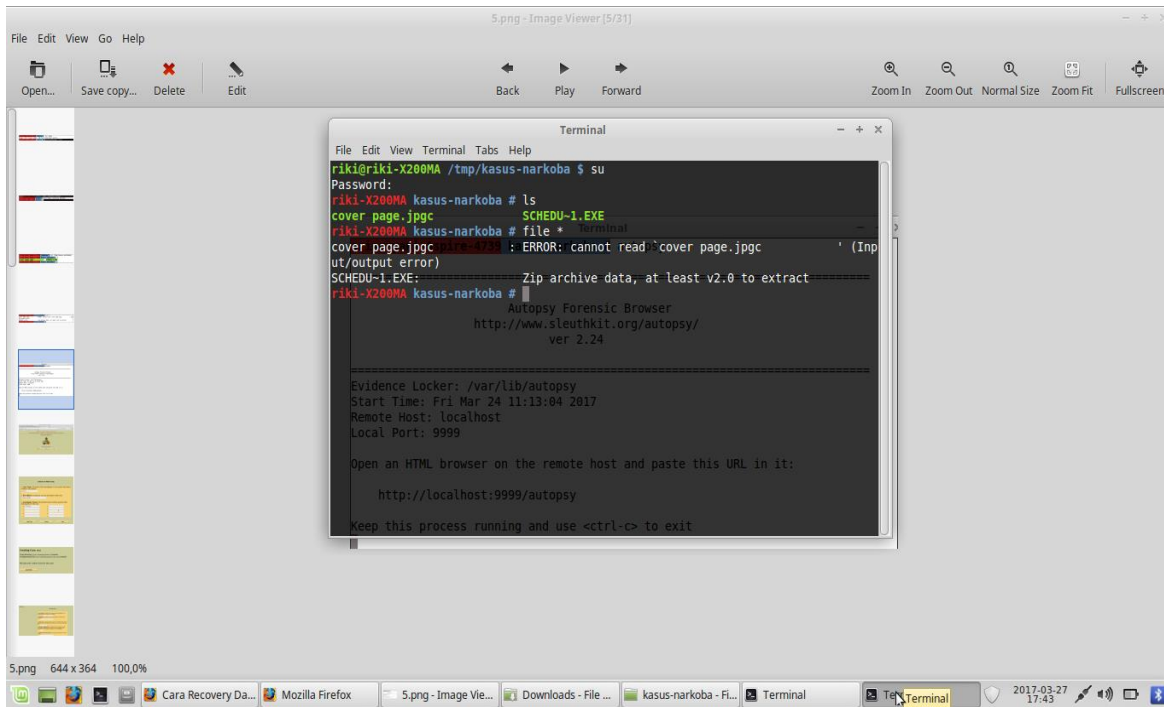 5.png - Image Viewer [5/31]
File Edit View Go Help
Open... Save copy... Delete Edit Back Play Forward Zoom In Zoom Out Normal Size Zoom Fit Fullscreen
Terminal
File Edit View Terminal Tabs Help
riki@riki-X200MA /tmp/kasus-narkoba $ su
Password:
riki-X200MA kasus-narkoba # ls
cover page.jpgc SCHEDU~1.EXE
riki-X200MA kasus-narkoba # file *
cover page.jpgc : ERROR: cannot read `cover page.jpgc ' (Inp
ut/output error)
SCHEDU~1.EXE: Zip archive data, at least v2.0 to extract
riki-X200MA kasus-narkoba #
Terminal
Autopsy Forensic Browser
http://www.sleuthkit.org/autopsy/
ver 2.24
Evidence Locker: /var/lib/autopsy
Start Time: Fri Mar 24 11:13:04 2017
Remote Host: localhost
Local Port: 9999
Open an HTML browser on the remote host and paste this URL in it:
http://localhost:9999/autopsy
Keep this process running and use <ctrl-c> to exit
5.png 644 x 364 100,0%
Cara Recovery Da... Mozilla Firefox 5.png - Image Vie... Downloads - File ... kasus-narkoba - Fi... Terminal Te Terminal 2017-03-27
17:43